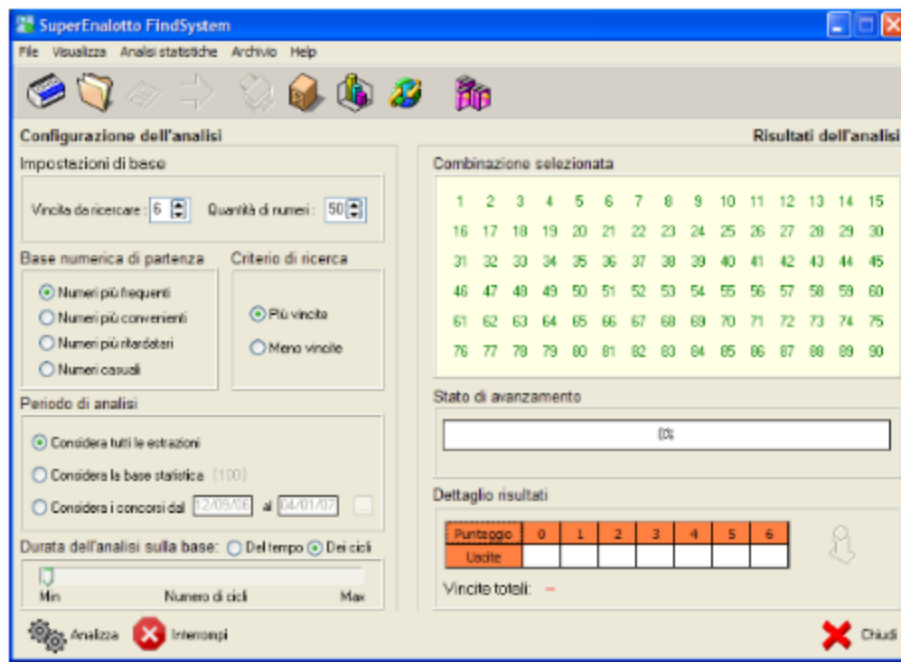 SuperEnalotto FindSystem
File Visualizza Analisi statistiche Archivio Help
Configurazione dell'analisi
Impostazioni di base
Vincita da ricercare : 6 Quantità di numeri : 50
Base numerica di partenza
Numeri più frequenti
Numeri più convenienti
Numeri più ritardatari
Numeri casuali
Criterio di ricerca
Più vincite
Meno vincite
Periodo di analisi
Considera tutti le estrazioni
Considera la base statistica (100)
Considera i concorsi dal 12/09/06 al 04/01/07 ...
Durata dell'analisi sulla base: Del tempo Dei cicli
Min Numero di cicli Max
Analizza Interrompi
Risultati dell'analisi
Combinazione selezionata
1 2 3 4 5 6 7 8 9 10 11 12 13 14 15
16 17 18 19 20 21 22 23 24 25 26 27 28 29 30
31 32 33 34 35 36 37 38 39 40 41 42 43 44 45
46 47 48 49 50 51 52 53 54 55 56 57 58 59 60
61 62 63 64 65 66 67 68 69 70 71 72 73 74 75
76 77 78 79 80 81 82 83 84 85 86 87 88 89 90
Stato di avanzamento
0%
Dettaglio risultati
Punteggio 0 1 2 3 4 5 6
Uscite
Vincite totali: –
Chiudi